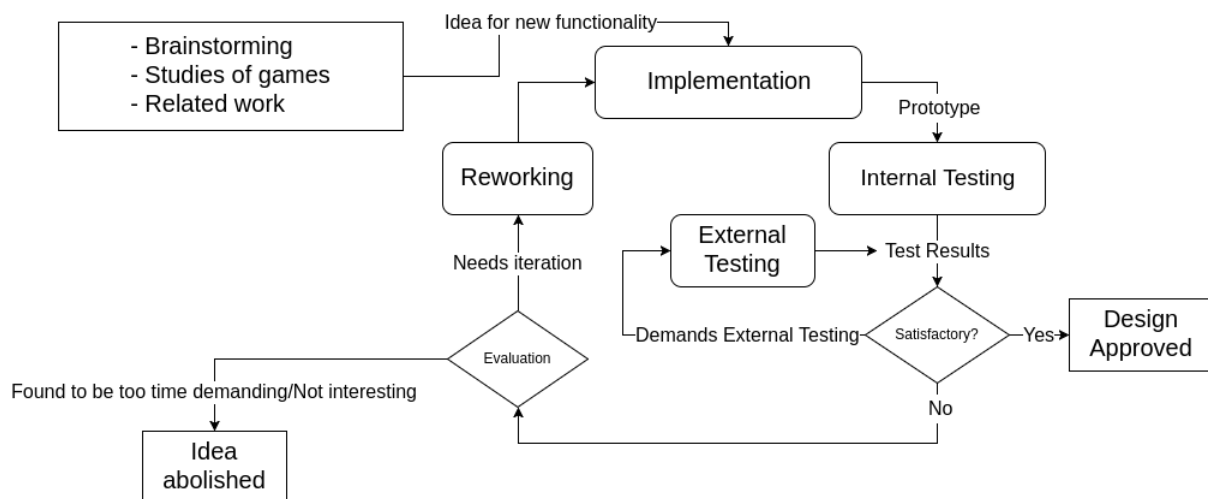 Idea for new functionality
- Brainstorming
- Studies of games
- Related work
Implementation
Prototype
Reworking
Internal Testing
External
Testing
Test Results
Needs iteration
Demands External Testing
Satisfactory?
Yes
Design
Approved
Evaluation
Found to be too time demanding/Not interesting
No
Idea
abolished